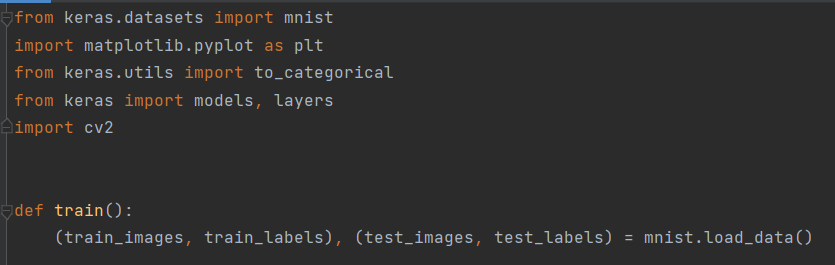 from keras.datasets import mnist
import matplotlib.pyplot as plt
from keras.utils import to_categorical
from keras import models, layers
import cv2
def train():
    (train_images, train_labels), (test_images, test_labels) = mnist.load_data()